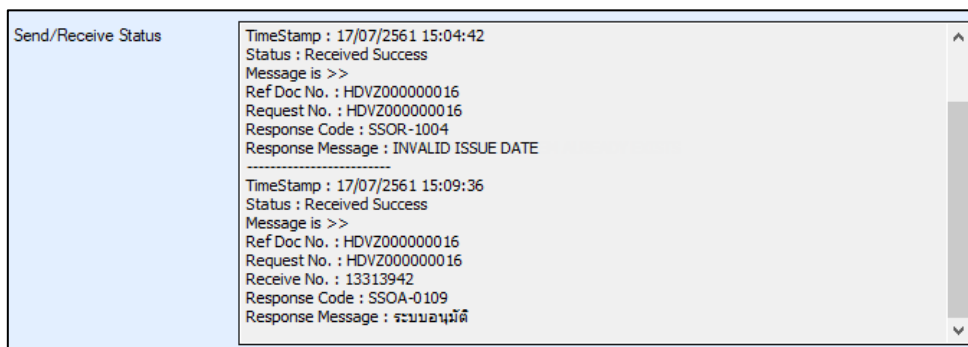 Send/Receive Status
TimeStamp : 17/07/2561 15:04:42
Status : Received Success
Message is >>
Ref Doc No. : HDVZ000000016
Request No. : HDVZ000000016
Response Code : SSOR-1004
Response Message : INVALID ISSUE DATE
-------------------------
TimeStamp : 17/07/2561 15:09:36
Status : Received Success
Message is >>
Ref Doc No. : HDVZ000000016
Request No. : HDVZ000000016
Receive No. : 13313942
Response Code : SSOA-0109
Response Message : ระบบอนุมัติ